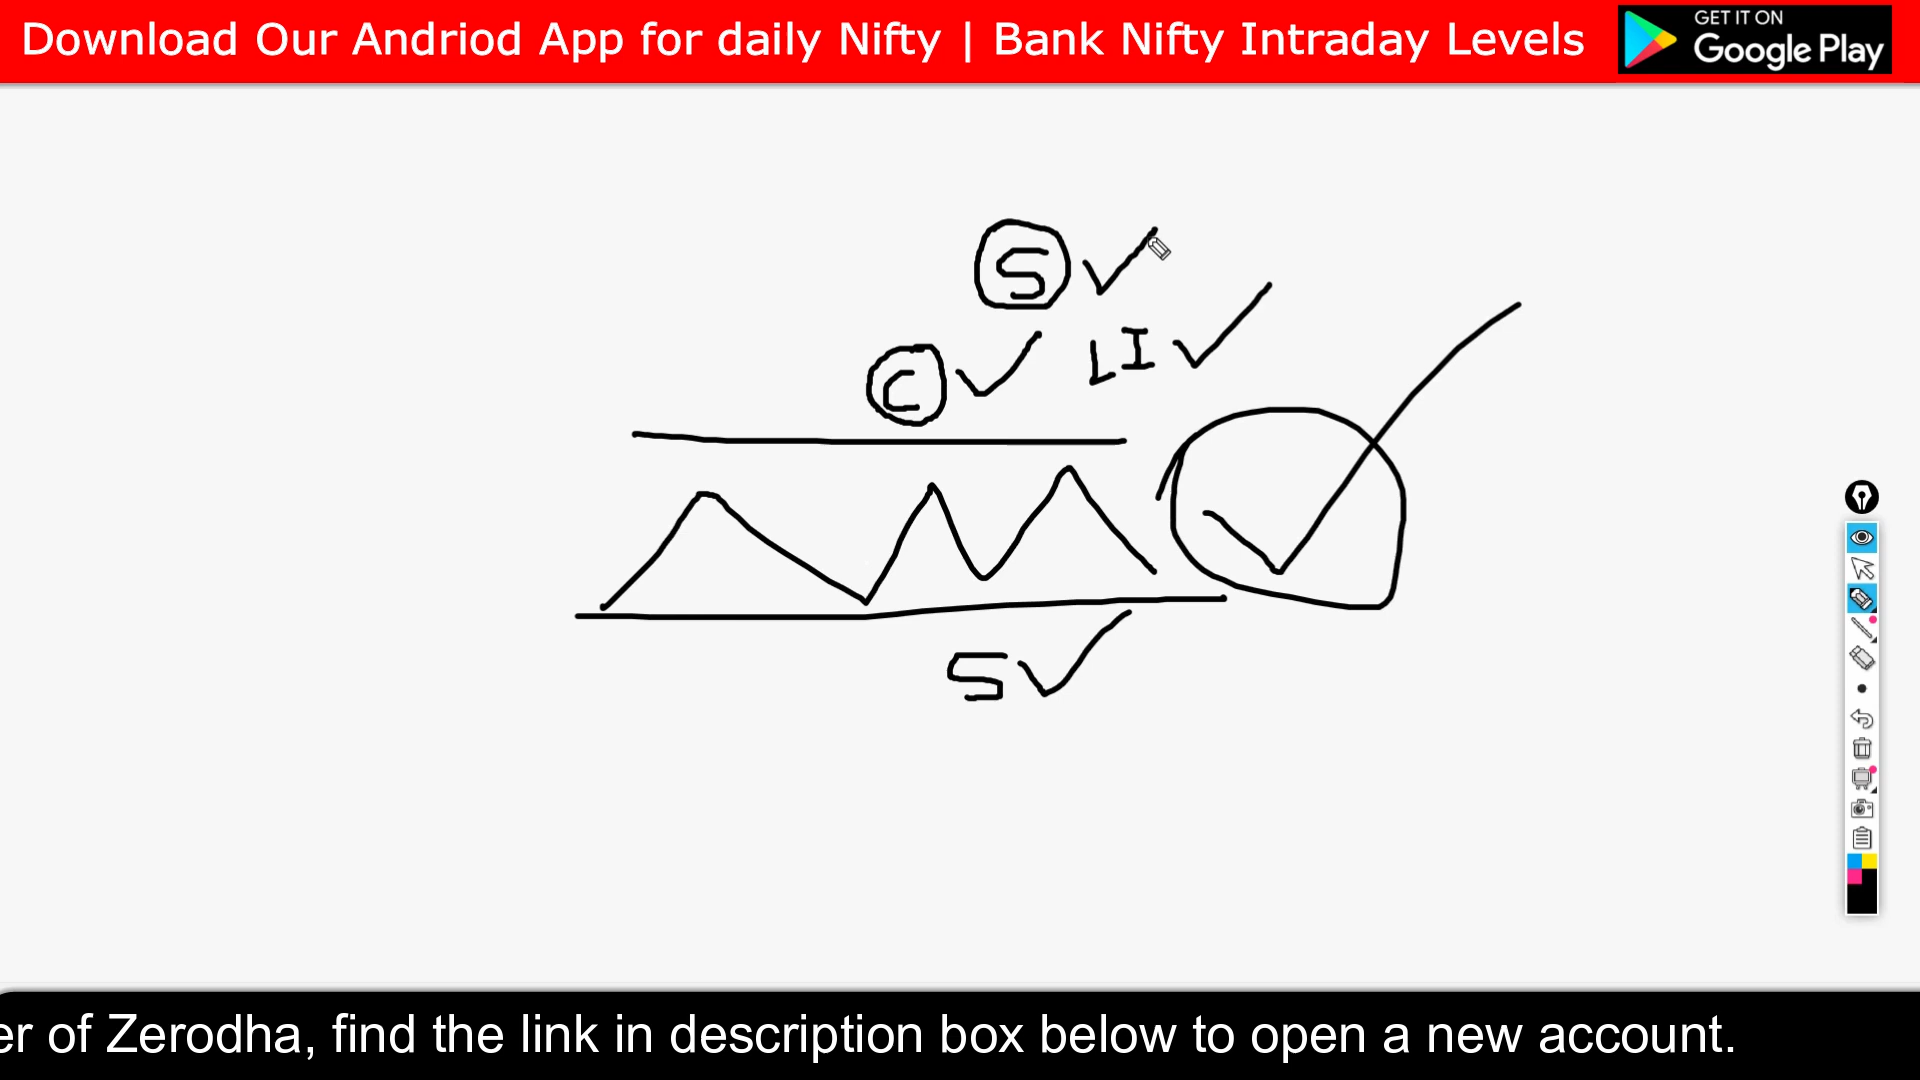 Download Our Andriod App for daily Nifty | Bank Nifty Intraday Levels
GET IT ON
Google Play
S
C
LI
S
er of Zerodha, find the link in description box below to open a new account.